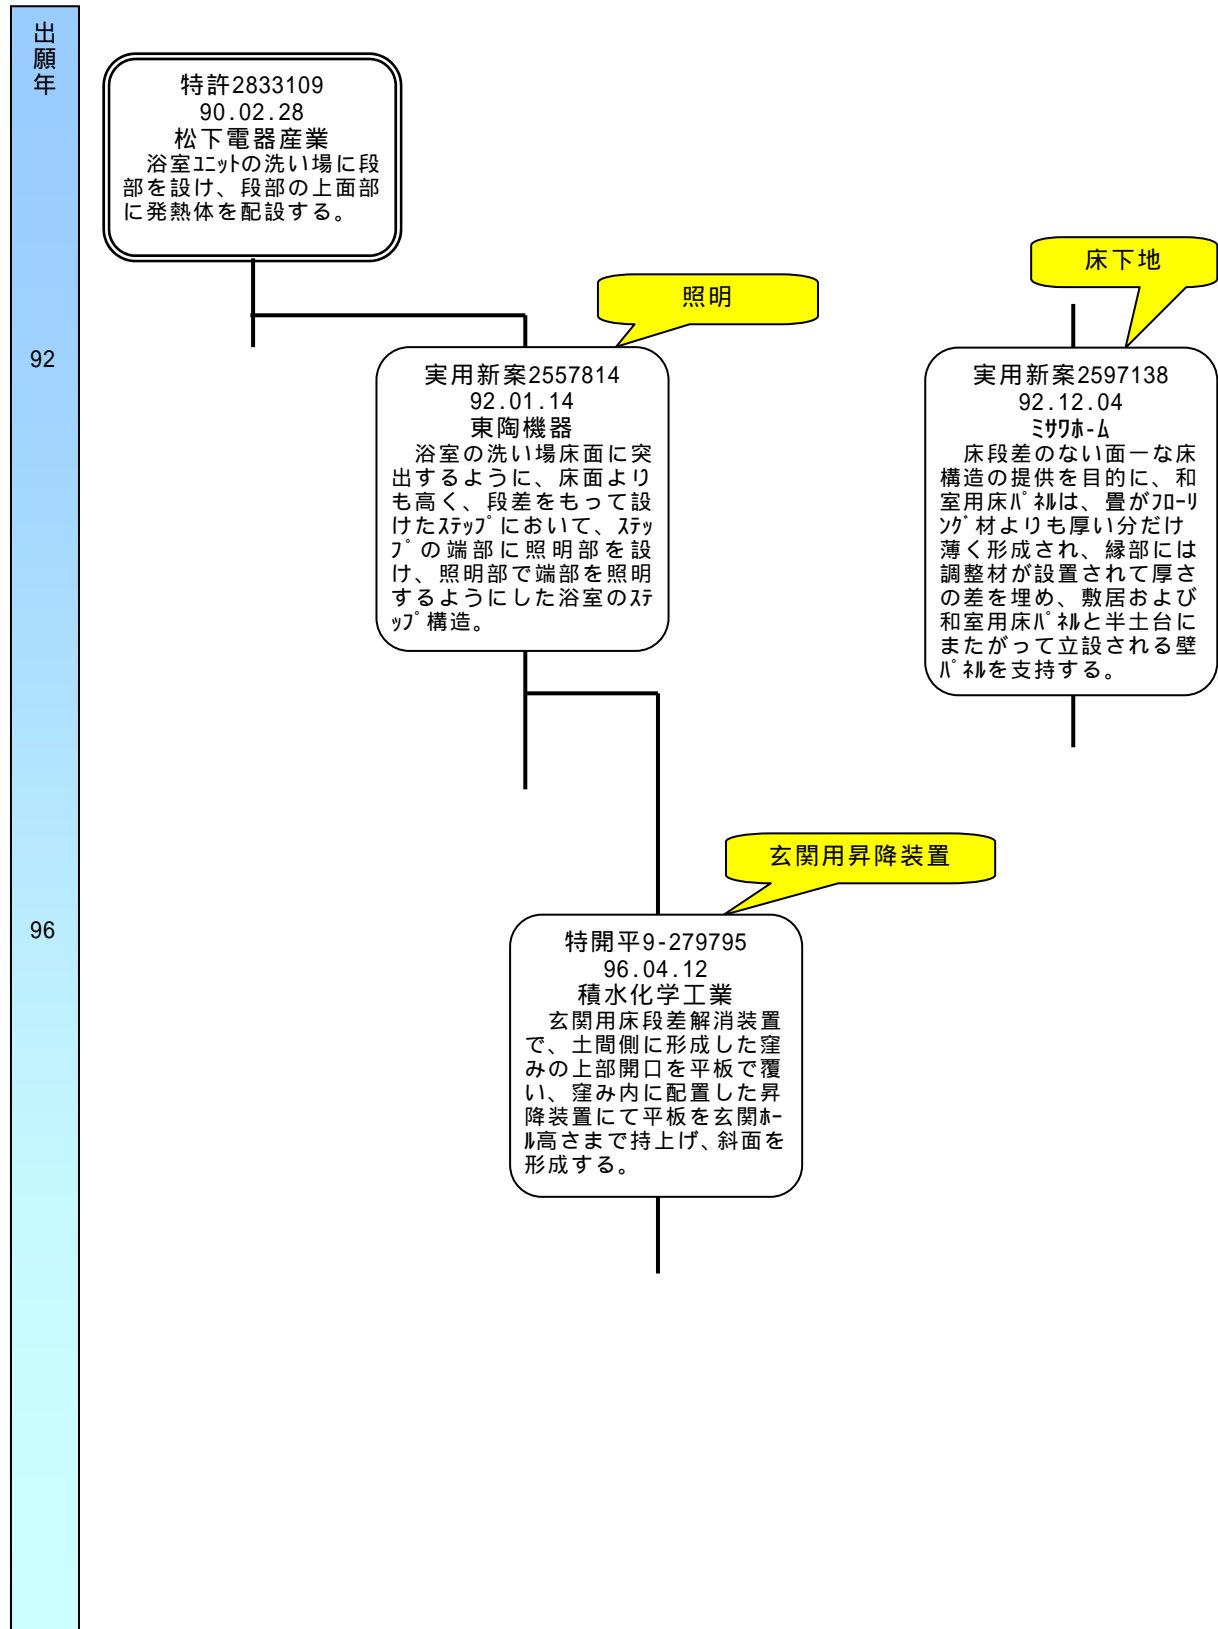 出願年
特許2833109
90.02.28
松下電器産業
浴室ﾕﾆｯﾄの洗い場に段
部を設け、段部の上面部
に発熱体を配設する。
床下地
照明
92
実用新案2557814
92.01.14
東陶機器
浴室の洗い場床面に突
出するように、床面より
も高く、段差をもって設
けたｽﾃｯﾌﾟにおいて、ｽﾃｯ
ﾌﾟの端部に照明部を設
け、照明部で端部を照明
するようにした浴室のｽﾃ
ｯﾌﾟ構造。
実用新案2597138
92.12.04
ﾐｻﾜﾎｰﾑ
床段差のない面一な床
構造の提供を目的に、和
室用床ﾊﾟﾈﾙは、畳がﾌﾛｰﾘ
ﾝｸﾞ材よりも厚い分だけ
薄く形成され、縁部には
調整材が設置されて厚さ
の差を埋め、敷居および
和室用床ﾊﾟﾈﾙと半土台に
またがって立設される壁
ﾊﾟﾈﾙを支持する。
玄関用昇降装置
96
特開平9-279795
96.04.12
積水化学工業
玄関用床段差解消装置
で、土間側に形成した窪
みの上部開口を平板で覆
い、窪み内に配置した昇
降装置にて平板を玄関ﾎｰ
ﾙ高さまで持上げ、斜面を
形成する。